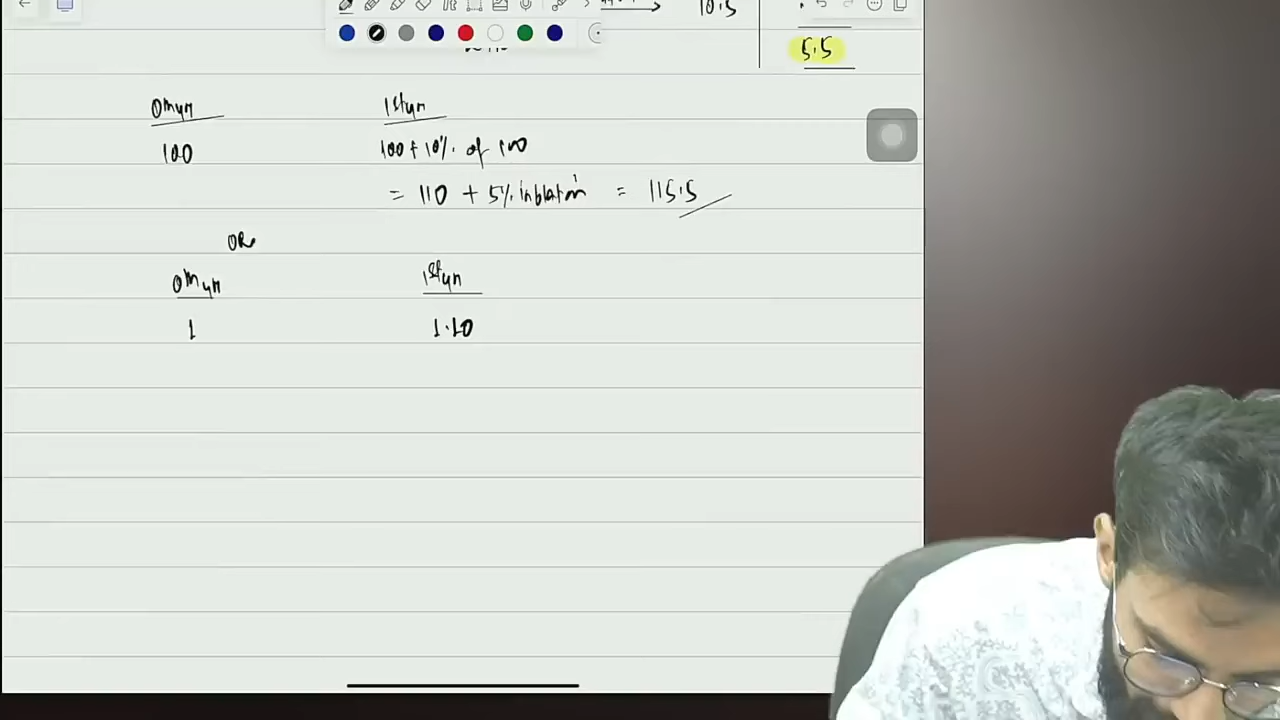 10.5
5.5
0th yr 1st yr
100 100 + 10% of 100
= 110 + 5% inflation = 115.5
OR
0th yr 1st yr
1 1.10